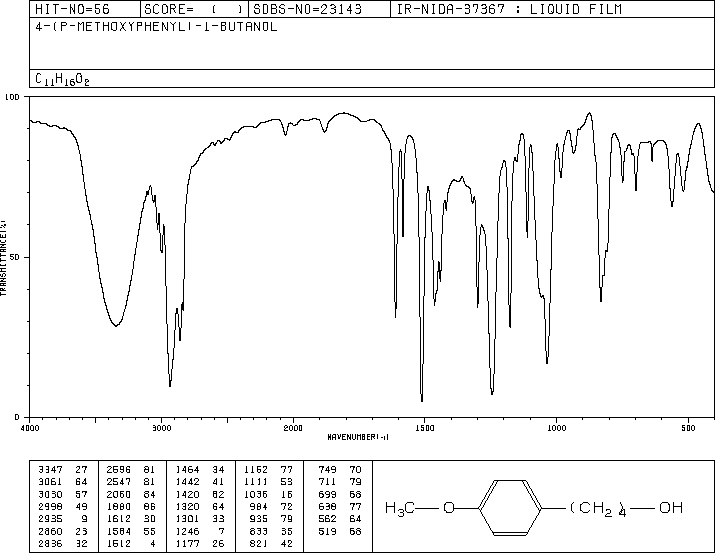 HIT-NO=56 SCORE= ( ) SDBS-NO=23143 IR-NIDA-37367 : LIQUID FILM
4-(P-METHOXYPHENYL)-1-BUTANOL
C11H16O2
100
50
0
TRANSMITTANCE(%)
4000 3000 2000 1500 1000 500
WAVENUMBER(-1)
3347 27 2596 81 1464 34 1162 77 749 70
3061 64 2547 81 1442 41 1111 53 711 79
3030 57 2060 84 1420 82 1036 16 699 68
2998 49 1880 86 1320 64 984 72 638 77
2935 9 1612 30 1301 33 935 79 562 64
2860 23 1584 55 1246 7 833 35 519 68
2836 32 1512 4 1177 26 821 42
H3C O (CH2)4 OH